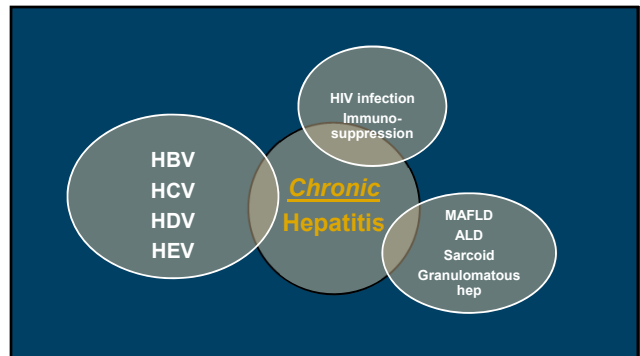 HIV infection
Immuno-
suppression
HBV
HCV
HDV
HEV
Chronic
Hepatitis
MAFLD
ALD
Sarcoid
Granulomatous
hep